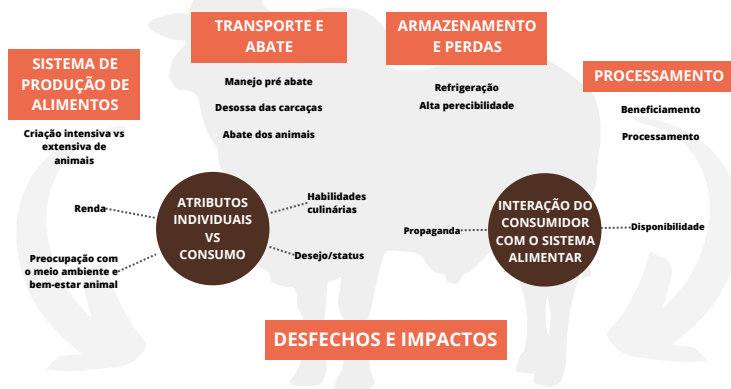 SISTEMA DE
PRODUÇÃO DE
ALIMENTOS
Criação intensiva vs
extensiva de
animais
TRANSPORTE E
ABATE
Manejo pré abate
Desossa das carcaças
Abate dos animais
ARMAZENAMENTO
E PERDAS
Refrigeração
Alta perecibilidade
PROCESSAMENTO
Beneficiamento
Processamento
Renda
Preocupação com
o meio ambiente e
bem-estar animal
ATRIBUTOS
INDIVIDUAIS
VS
CONSUMO
Habilidades
culinárias
Desejo/status
Propaganda
INTERAÇÃO DO
CONSUMIDOR
COM O SISTEMA
ALIMENTAR
Disponibilidade
DESFECHOS E IMPACTOS